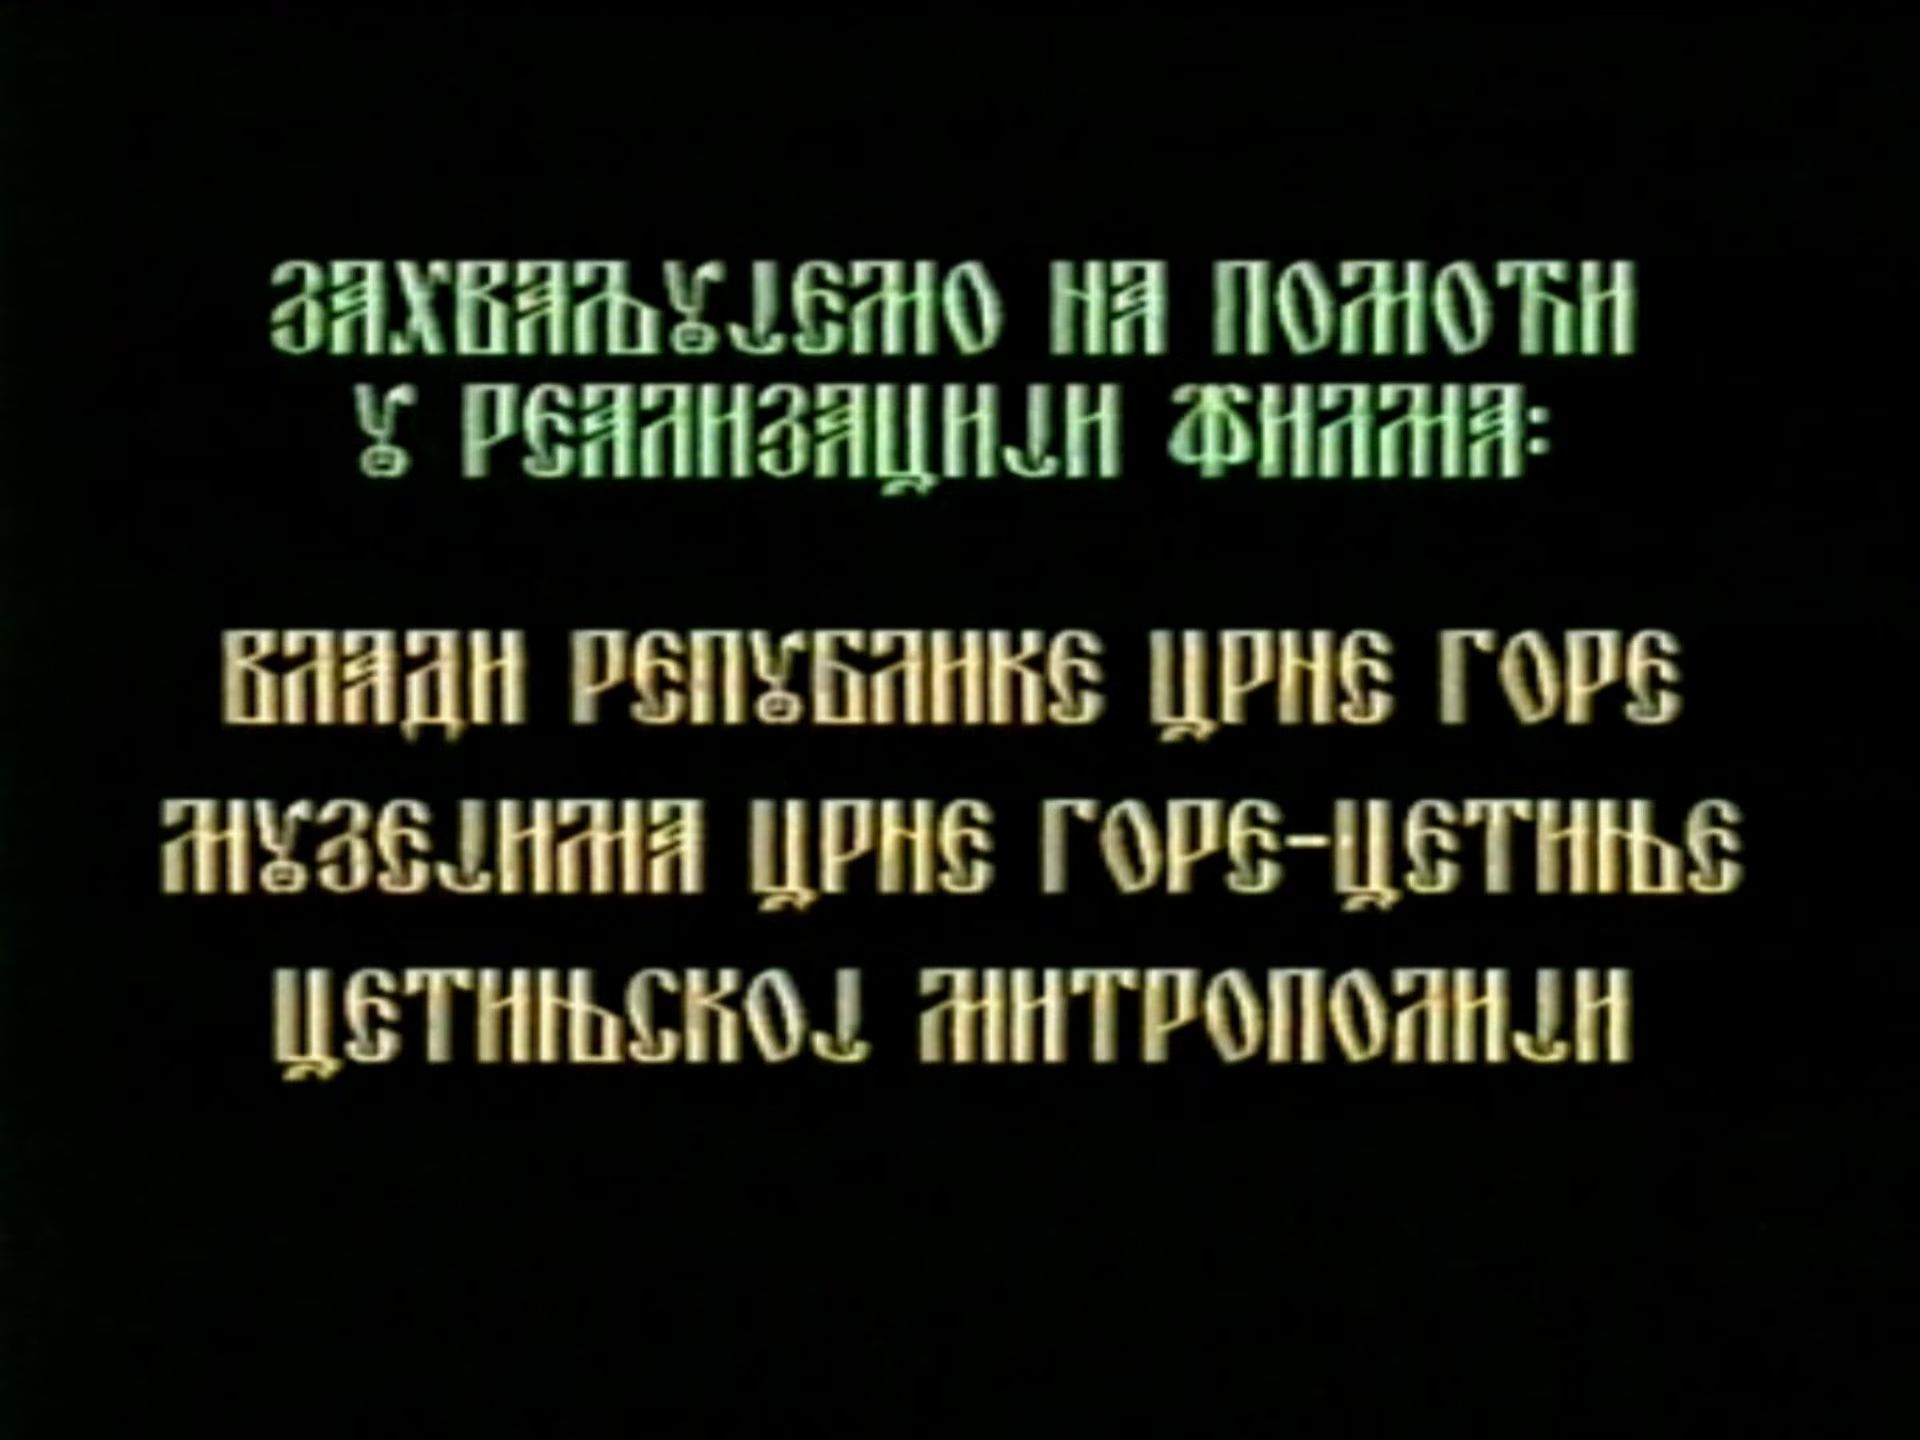 ЗАХВАЉУЈЕМО НА ПОМОЋИ
У РЕАЛИЗАЦИЈИ ФИЛМА:
ВЛАДИ РЕПУБЛИКЕ ЦРНЕ ГОРЕ
МУЗЕЈИМА ЦРНЕ ГОРЕ-ЦЕТИЊЕ
ЦЕТИЊСКОЈ МИТРОПОЛИЈИ